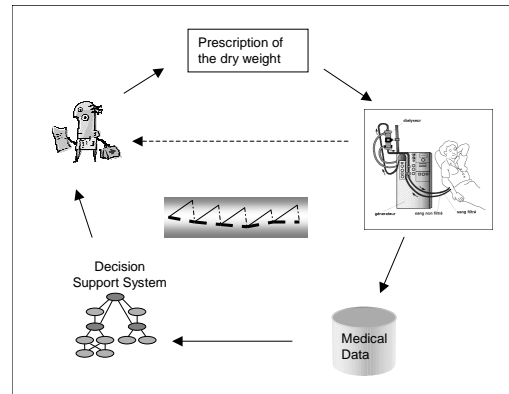 Prescription of
the dry weight
dialyseur
générateur
sang non filtré
sang filtré
Decision
Support System
Medical
Data